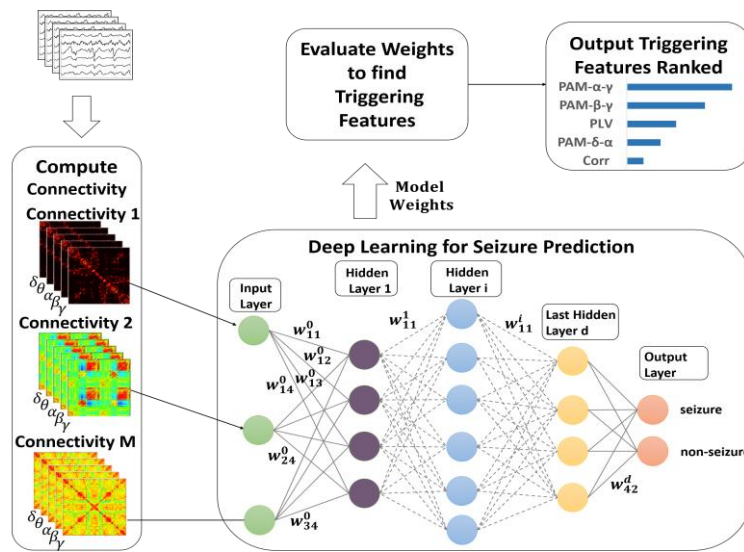 Evaluate Weights
to find
Triggering
Features
Output Triggering
Features Ranked
PAM-α-γ
PAM-β-γ
PLV
PAM-δ-α
Corr
Compute
Connectivity
Connectivity 1
δθαβγ
Connectivity 2
δθαβγ
Connectivity M
δθαβγ
Model
Weights
Deep Learning for Seizure Prediction
Input
Layer
Hidden
Layer 1
Hidden
Layer i
Last Hidden
Layer d
Output
Layer
w⁰₁₁
w⁰₁₂
w⁰₁₃
w⁰₁₄
w⁰₂₄
w⁰₃₄
w¹₁₁
wⁱ₁₁
wᵈ₄₂
seizure
non-seizure